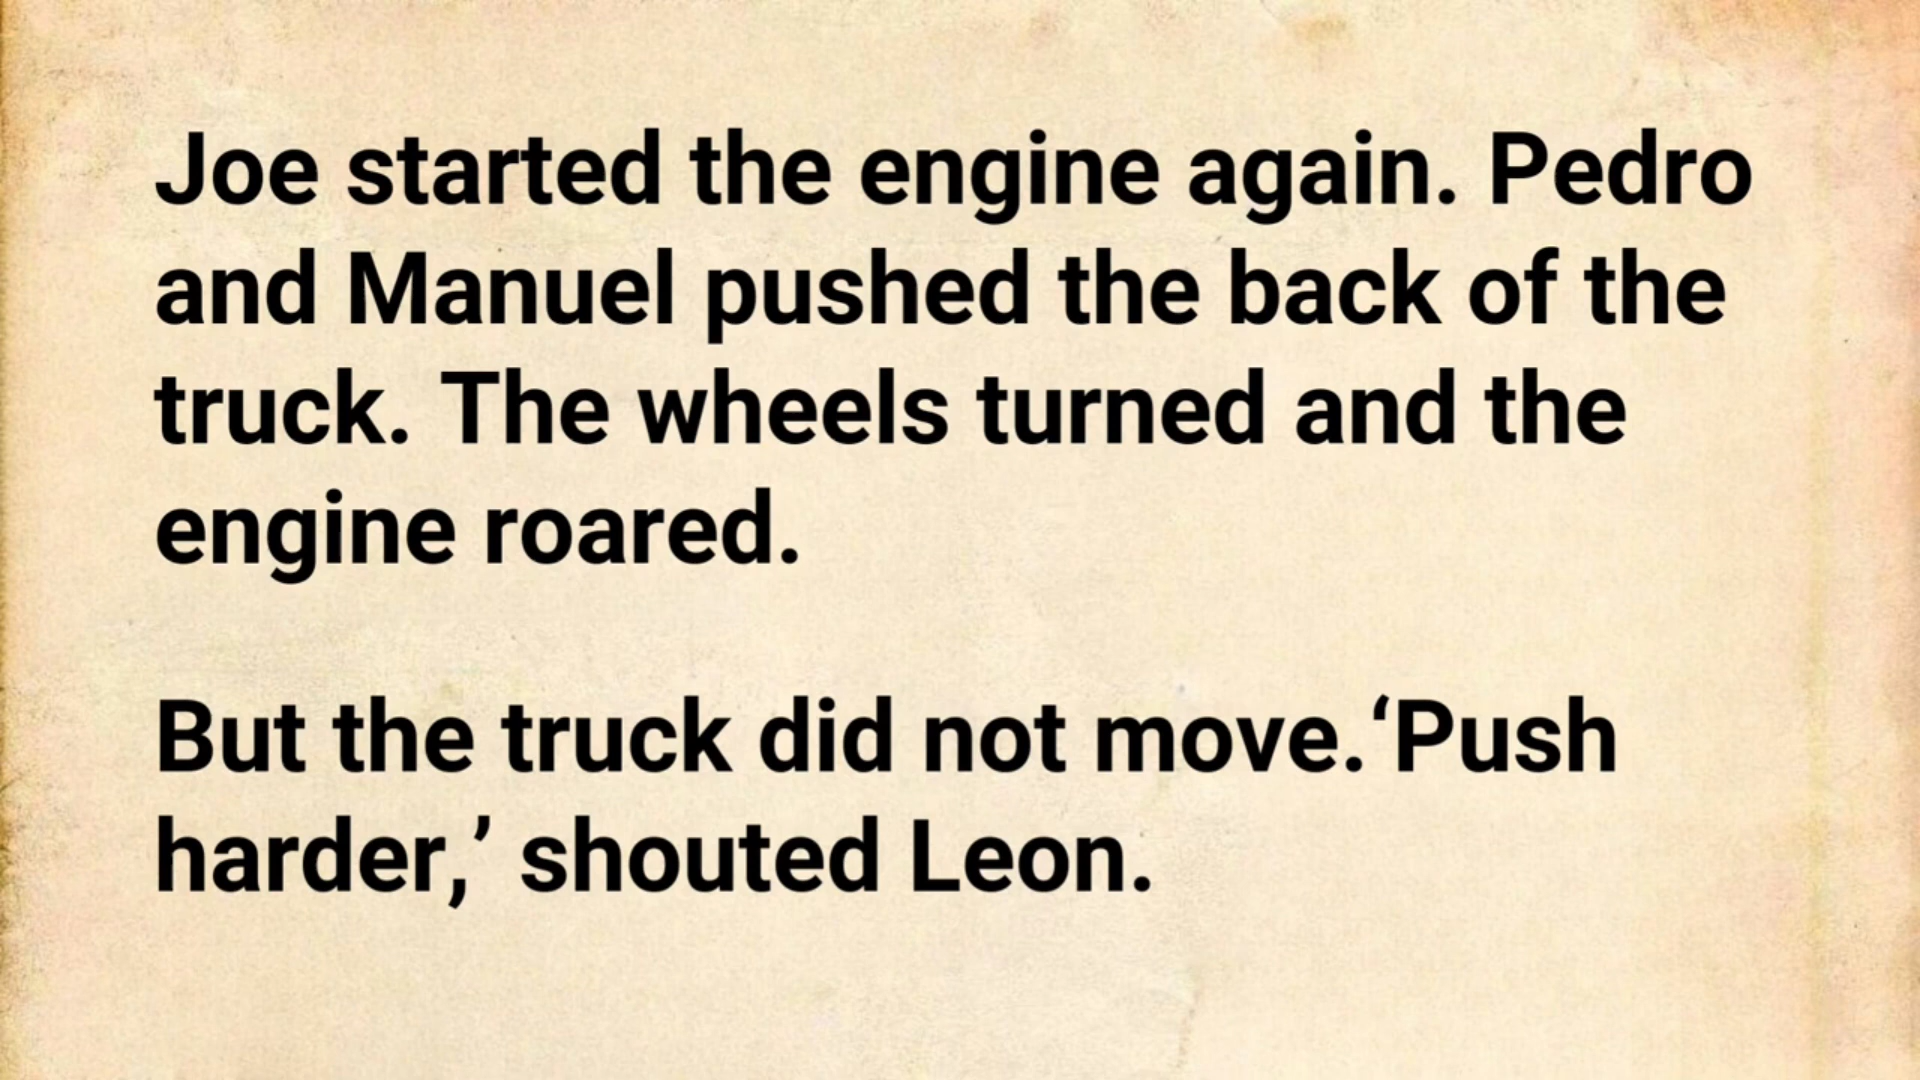 Joe started the engine again. Pedro
and Manuel pushed the back of the
truck. The wheels turned and the
engine roared.
But the truck did not move.‘Push
harder,’ shouted Leon.